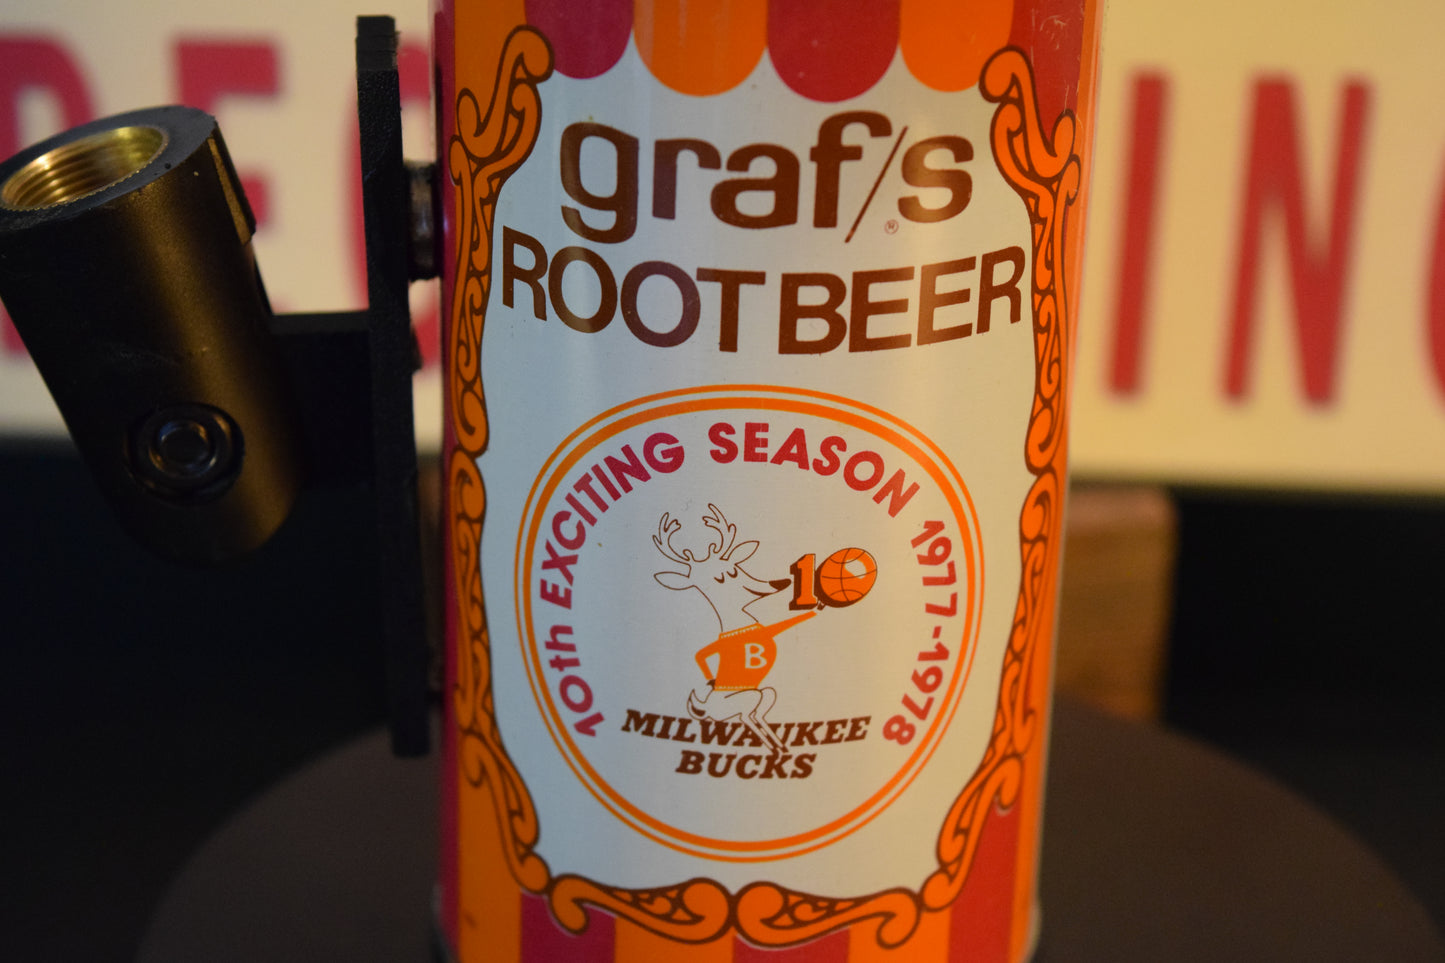 graf/s®
ROOT BEER
10th EXCITING SEASON 1977-1978
10
B
MILWAUKEE
BUCKS